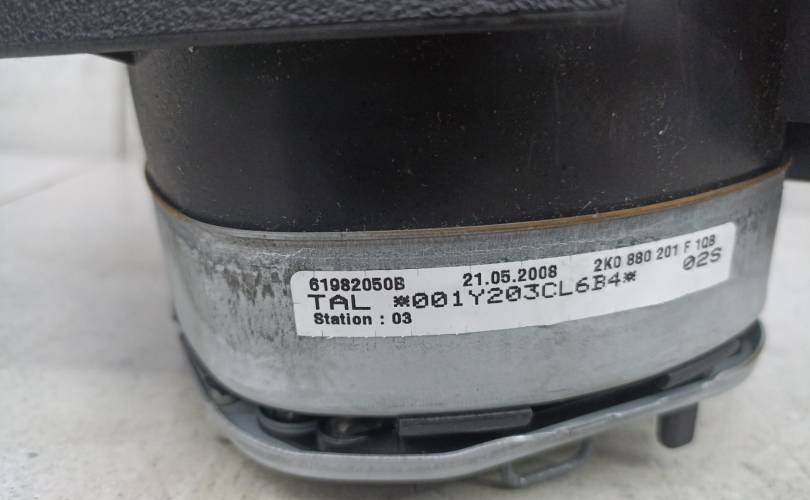 61982050B 21.05.2008 2K0 880 201 F 1QB
TAL *001Y203CL6B4* 02S
Station : 03